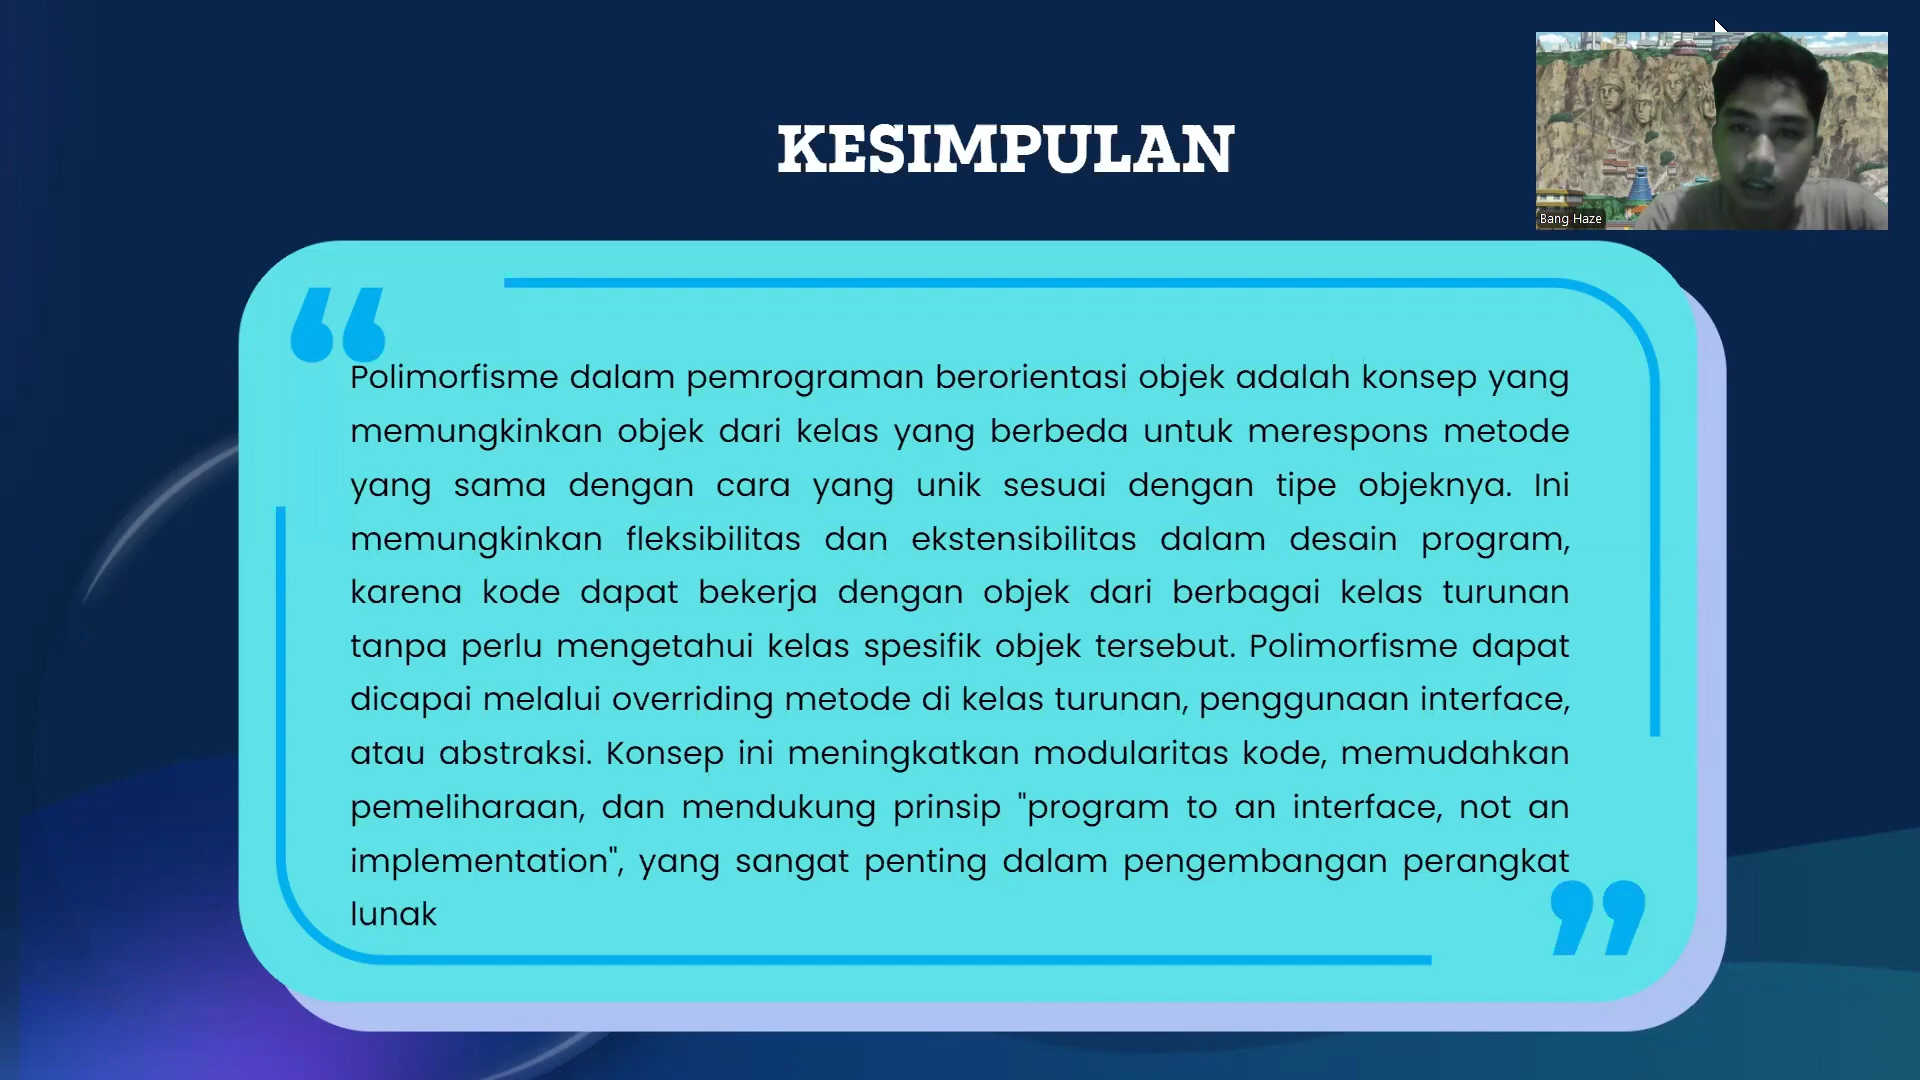 KESIMPULAN
Bang Haze
Polimorfisme dalam pemrograman berorientasi objek adalah konsep yang
memungkinkan objek dari kelas yang berbeda untuk merespons metode
yang sama dengan cara yang unik sesuai dengan tipe objeknya. Ini
memungkinkan fleksibilitas dan ekstensibilitas dalam desain program,
karena kode dapat bekerja dengan objek dari berbagai kelas turunan
tanpa perlu mengetahui kelas spesifik objek tersebut. Polimorfisme dapat
dicapai melalui overriding metode di kelas turunan, penggunaan interface,
atau abstraksi. Konsep ini meningkatkan modularitas kode, memudahkan
pemeliharaan, dan mendukung prinsip "program to an interface, not an
implementation", yang sangat penting dalam pengembangan perangkat
lunak